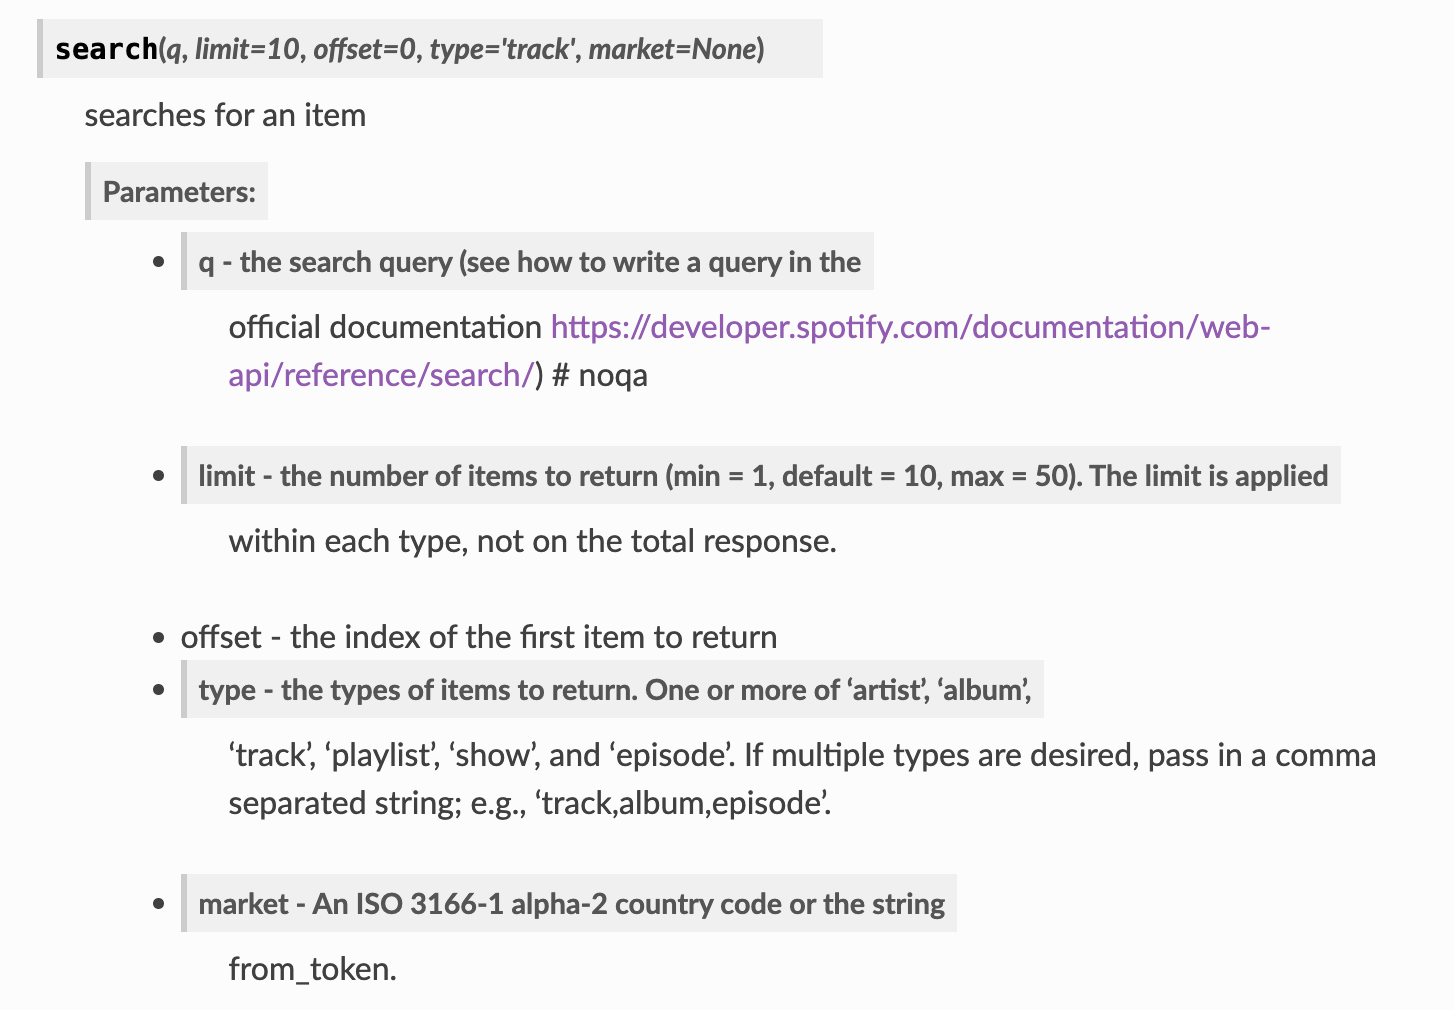 search(q, limit=10, offset=0, type='track', market=None)
searches for an item
Parameters:
• q - the search query (see how to write a query in the
official documentation https://developer.spotify.com/documentation/web-
api/reference/search/) # noqa
• limit - the number of items to return (min = 1, default = 10, max = 50). The limit is applied
within each type, not on the total response.
• offset - the index of the first item to return
• type - the types of items to return. One or more of ‘artist’, ‘album’,
‘track’, ‘playlist’, ‘show’, and ‘episode’. If multiple types are desired, pass in a comma
separated string; e.g., ‘track,album,episode’.
• market - An ISO 3166-1 alpha-2 country code or the string
from_token.